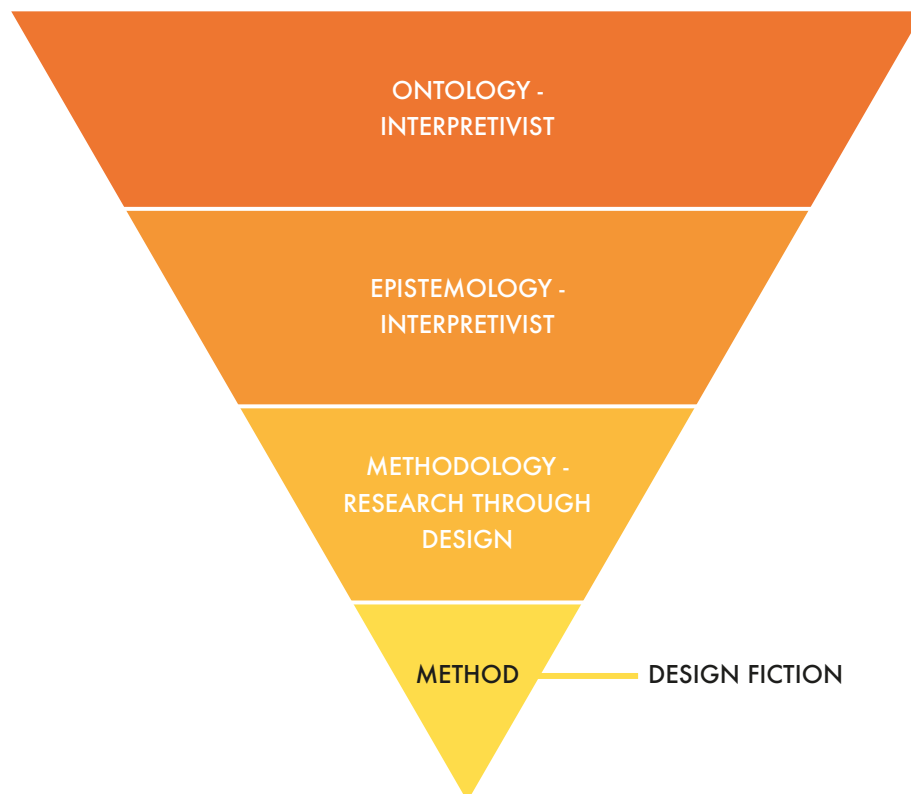 ONTOLOGY -
INTERPRETIVIST
EPISTEMOLOGY -
INTERPRETIVIST
METHODOLOGY -
RESEARCH THROUGH
DESIGN
METHOD
DESIGN FICTION